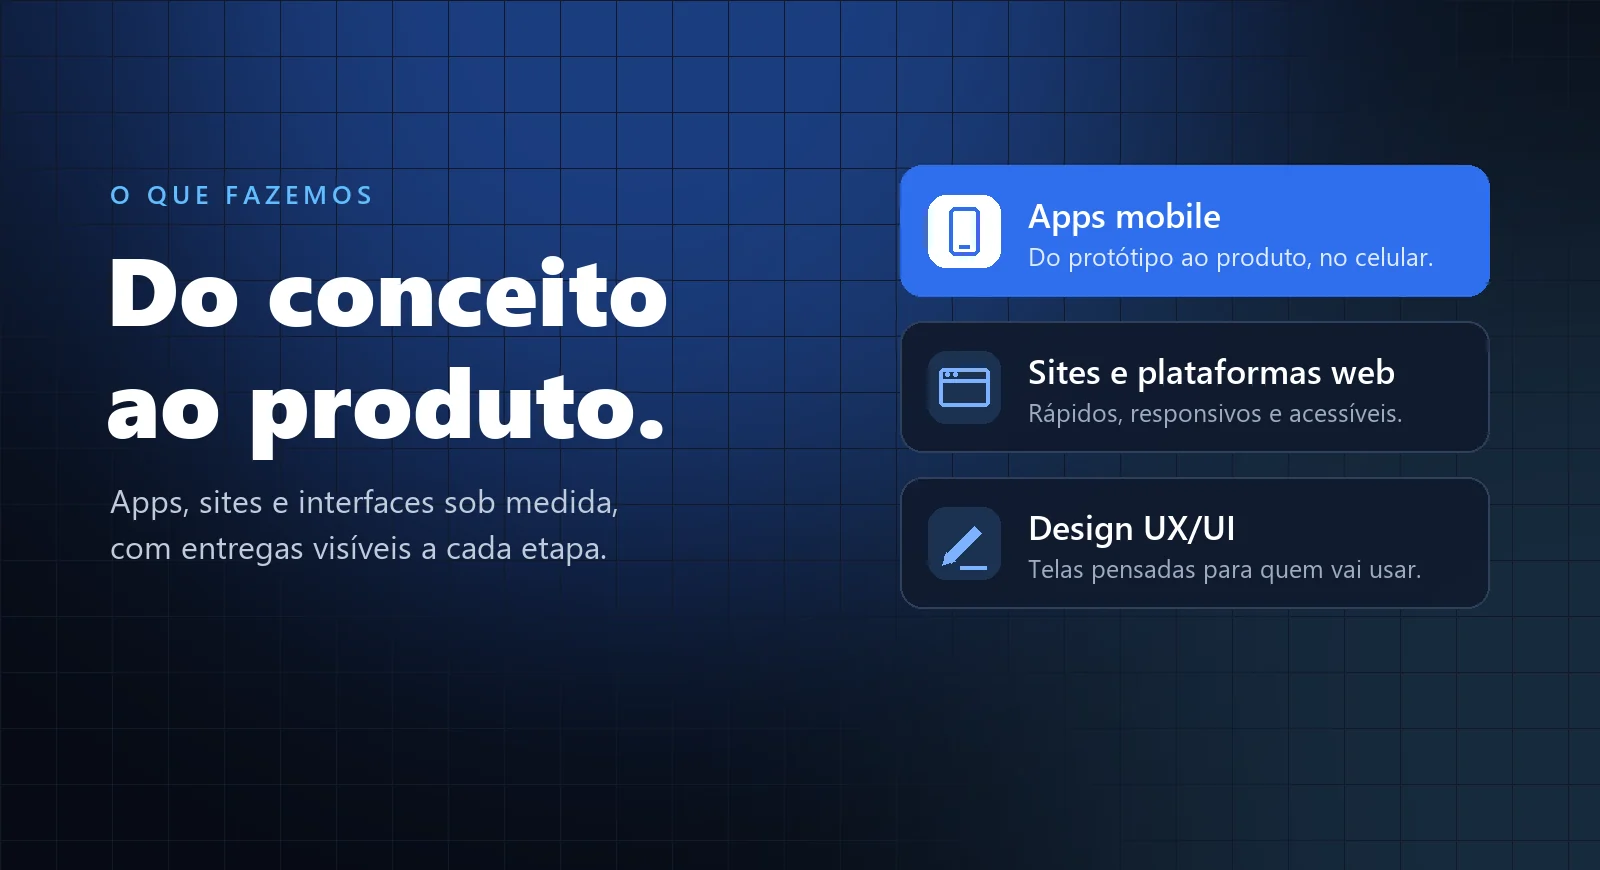 O QUE FAZEMOS
Do conceito
ao produto.
Apps, sites e interfaces sob medida,
com entregas visíveis a cada etapa.
Apps mobile
Do protótipo ao produto, no celular.
Sites e plataformas web
Rápidos, responsivos e acessíveis.
Design UX/UI
Telas pensadas para quem vai usar.